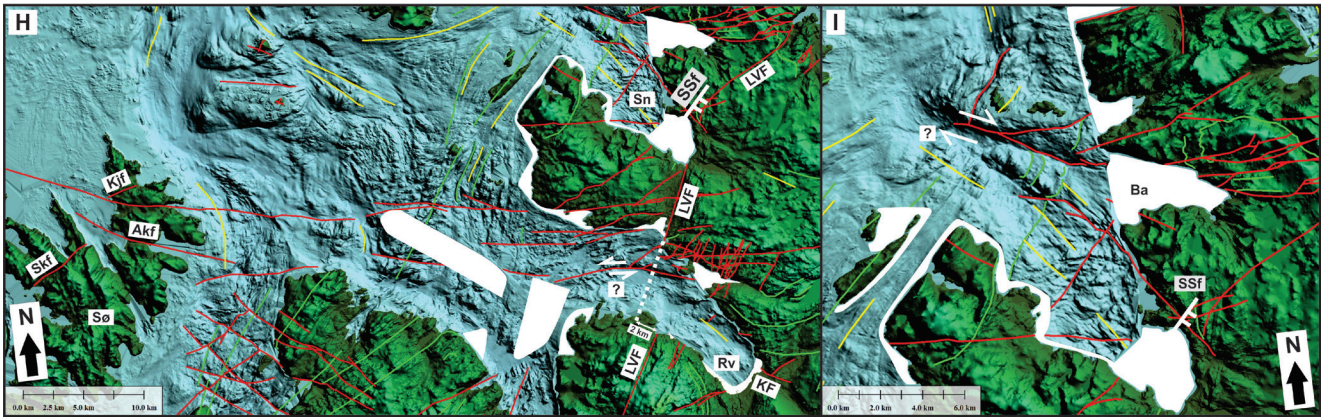 H
Kjf
Akf
Skf
Sø
N
0.0 km 2.5 km 5.0 km 10.0 km
Sn
SSf
LVF
LVF
?
2 km
LVF
Rv
KF
I
?
Ba
SSf
N
0.0 km 2.0 km 4.0 km 6.0 km